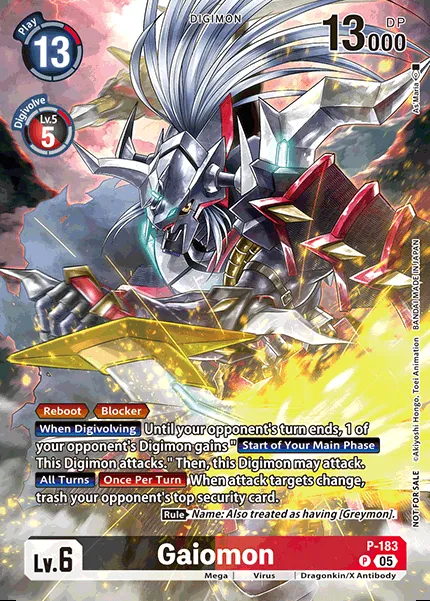 Play
13
DIGIMON
13000 DP
Digivolve
Lv.5
5
As'Maria
©Akiyoshi Hongo, Toei Animation BANDAI MADE IN JAPAN
NOT FOR SALE
Reboot Blocker
When Digivolving Until your opponent's turn ends, 1 of
your opponent's Digimon gains " Start of Your Main Phase
This Digimon attacks." Then, this Digimon may attack.
All Turns Once Per Turn When attack targets change,
trash your opponent's top security card.
Rule Name: Also treated as having [Greymon].
Lv.6
Gaiomon
P-183
P 05
Mega Virus Dragonkin/X Antibody